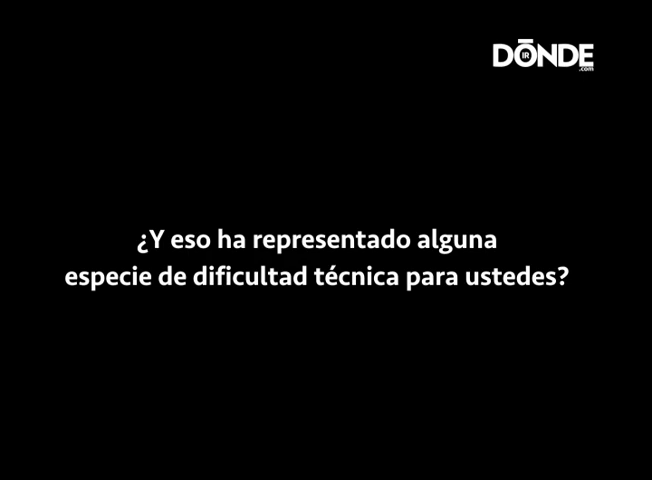 DÓNDE
IR
.com
¿Y eso ha representado alguna
especie de dificultad técnica para ustedes?